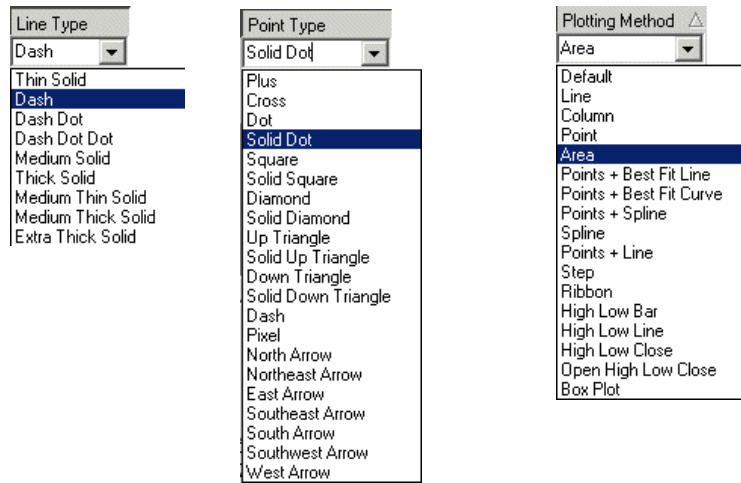 Line Type
Dash
Thin Solid
Dash
Dash Dot
Dash Dot Dot
Medium Solid
Thick Solid
Medium Thin Solid
Medium Thick Solid
Extra Thick Solid
Point Type
Solid Dot
Plus
Cross
Dot
Solid Dot
Square
Solid Square
Diamond
Solid Diamond
Up Triangle
Solid Up Triangle
Down Triangle
Solid Down Triangle
Dash
Pixel
North Arrow
Northeast Arrow
East Arrow
Southeast Arrow
South Arrow
Southwest Arrow
West Arrow
Plotting Method
Area
Default
Line
Column
Point
Area
Points + Best Fit Line
Points + Best Fit Curve
Points + Spline
Spline
Points + Line
Step
Ribbon
High Low Bar
High Low Line
High Low Close
Open High Low Close
Box Plot